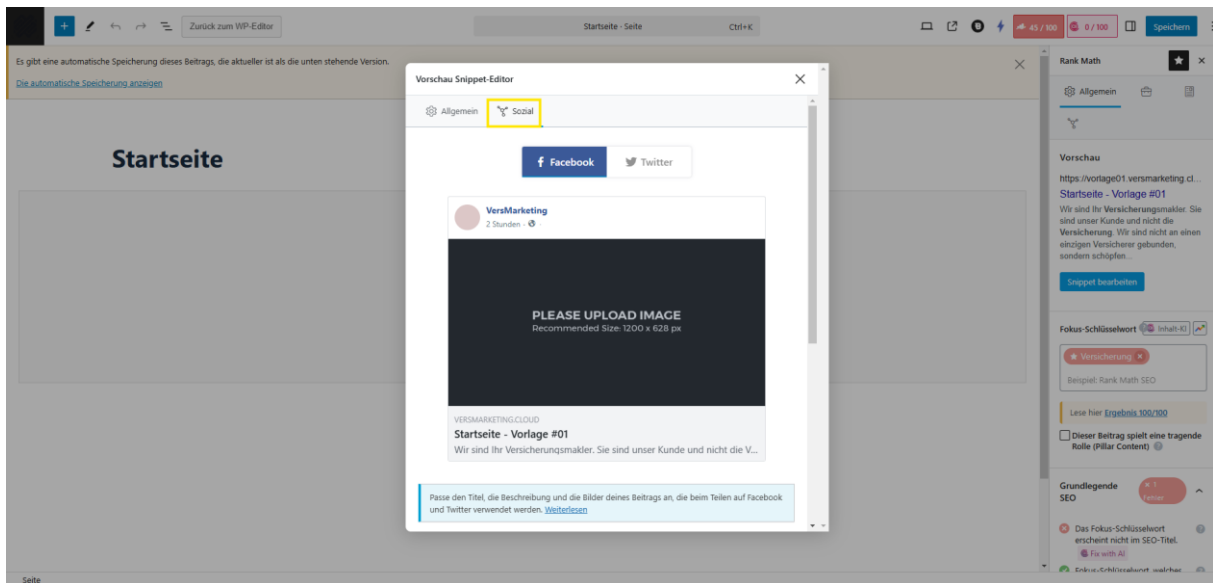 Zurück zum WP-Editor
Startseite - Seite
Ctrl+K
45 / 100
0 / 100
Speichern
Es gibt eine automatische Speicherung dieses Beitrags, die aktueller ist als die unten stehende Version.
Die automatische Speicherung anzeigen
Startseite
Vorschau Snippet-Editor
Allgemein
Sozial
Facebook
Twitter
VersMarketing
2 Stunden ·
PLEASE UPLOAD IMAGE
Recommended Size: 1200 x 628 px
VERSMARKETING.CLOUD
Startseite - Vorlage #01
Wir sind Ihr Versicherungsmakler. Sie sind unser Kunde und nicht die V...
Passe den Titel, die Beschreibung und die Bilder deines Beitrags an, die beim Teilen auf Facebook
und Twitter verwendet werden. Weiterlesen
Rank Math
Allgemein
Vorschau
https://vorlage01.versmarketing.cl...
Startseite - Vorlage #01
Wir sind Ihr Versicherungsmakler. Sie
sind unser Kunde und nicht die
Versicherung. Wir sind nicht an einen
einzigen Versicherer gebunden,
sondern schöpfen...
Snippet bearbeiten
Fokus-Schlüsselwort
Inhalt-KI
Versicherung
Beispiel: Rank Math SEO
Lese hier Ergebnis 100/100
Dieser Beitrag spielt eine tragende
Rolle (Pillar Content)
Grundlegende
SEO
1
Fehler
Das Fokus-Schlüsselwort
erscheint nicht im SEO-Titel.
Fix with AI
Fokus-Schlüsselwort, welches
Seite